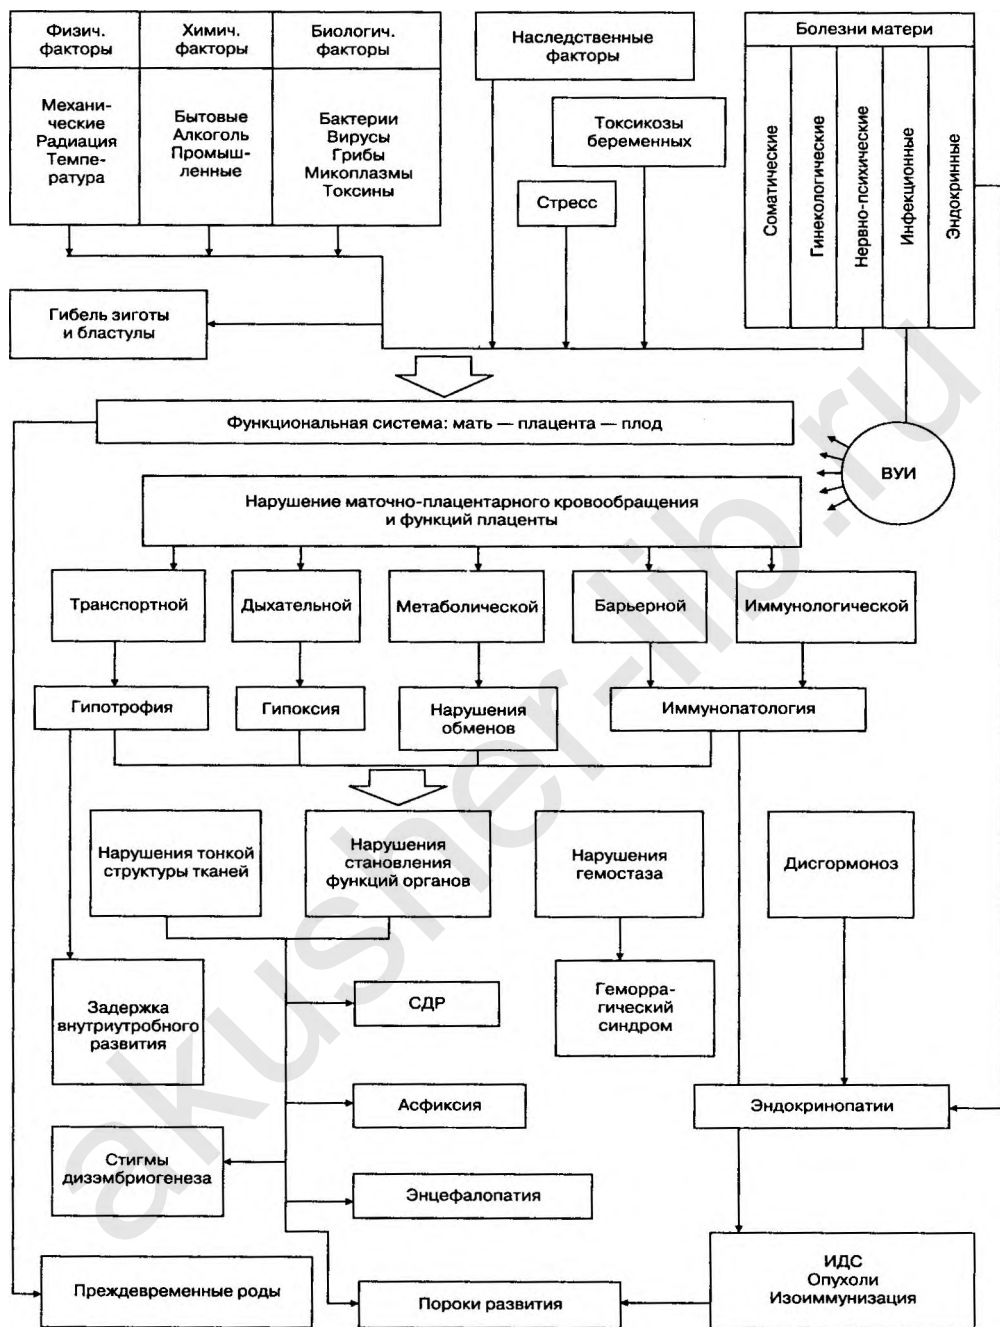 Физич.
факторы
Химич.
факторы
Биологич.
факторы
Механи-
ческие
Радиация
Темпе-
ратура
Бытовые
Алкоголь
Промыш-
ленные
Бактерии
Вирусы
Грибы
Микоплазмы
Токсины
Наследственные
факторы
Токсикозы
беременных
Стресс
Болезни матери
Соматические
Гинекологические
Нервно-психические
Инфекционные
Эндокринные
Гибель зиготы
и бластулы
Функциональная система: мать — плацента — плод
ВУИ
Нарушение маточно-плацентарного кровообращения
и функций плаценты
Транспортной
Дыхательной
Метаболической
Барьерной
Иммунологической
Гипотрофия
Гипоксия
Нарушения
обменов
Иммунопатология
Нарушения тонкой
структуры тканей
Нарушения
становления
функций органов
Нарушения
гемостаза
Дисгормоноз
Задержка
внутриутробного
развития
СДР
Геморра-
гический
синдром
Асфиксия
Эндокринопатии
Стигмы
дизэмбриогенеза
Энцефалопатия
Преждевременные роды
Пороки развития
ИДС
Опухоли
Изоиммунизация
akusher-lib.ru